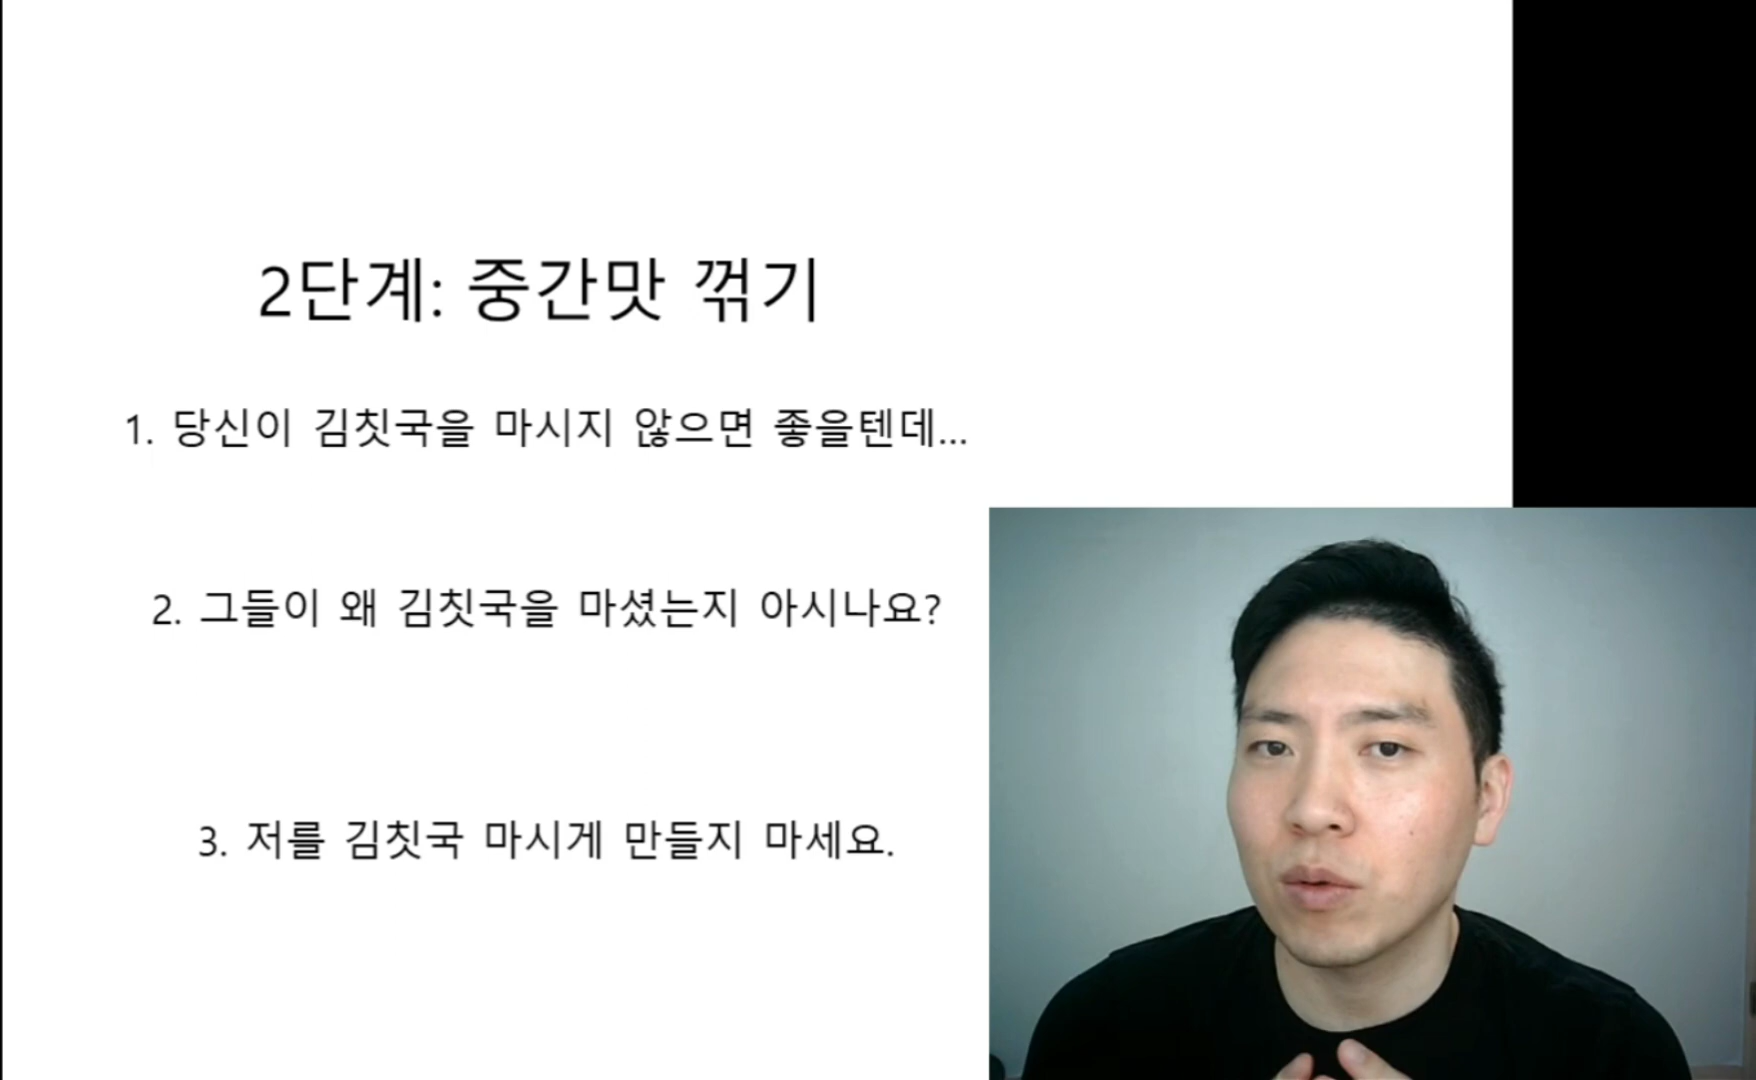 2단계: 중간맛 꺾기
1. 당신이 김칫국을 마시지 않으면 좋을텐데...
2. 그들이 왜 김칫국을 마셨는지 아시나요?
3. 저를 김칫국 마시게 만들지 마세요.